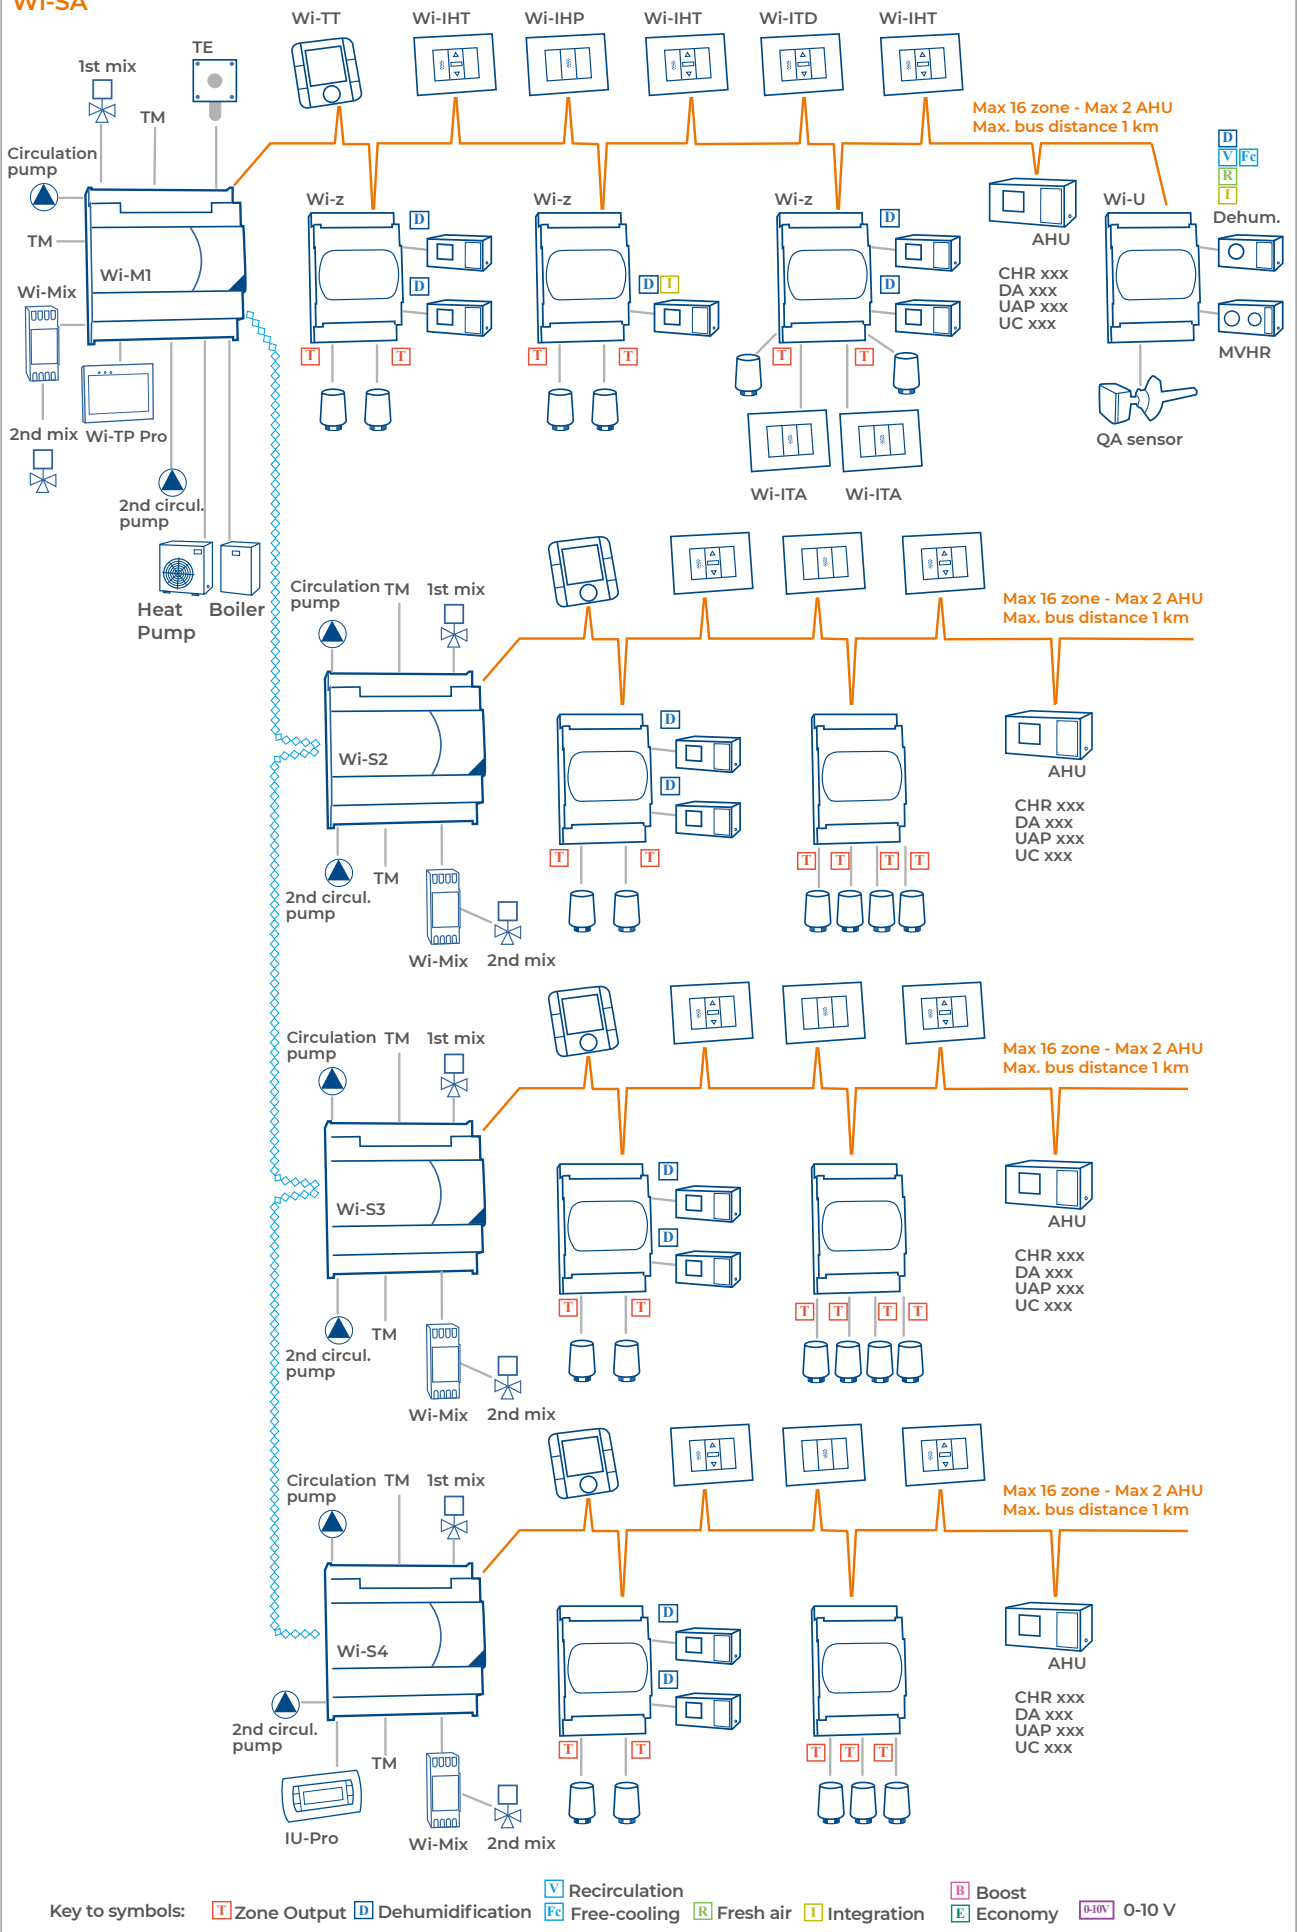 Wi-SA
Wi-TT
Wi-IHT
Wi-IHP
Wi-IHT
Wi-ITD
Wi-IHT
TE
1st mix
TM
Circulation
pump
TM
Wi-M1
Wi-Mix
2nd mix
Wi-TP Pro
2nd circul.
pump
Heat
Pump
Boiler
Max 16 zone - Max 2 AHU
Max. bus distance 1 km
Wi-z
D
D
T
T
Wi-z
D
I
T
T
Wi-z
D
D
T
T
Wi-ITA
Wi-ITA
AHU
CHR xxx
DA xxx
UAP xxx
UC xxx
Wi-U
D
V
Fc
R
I
Dehum.
MVHR
QA sensor
Circulation
pump
TM
1st mix
Wi-S2
2nd circul.
pump
TM
Wi-Mix
2nd mix
Max 16 zone - Max 2 AHU
Max. bus distance 1 km
D
D
T
T
T
T
T
T
AHU
CHR xxx
DA xxx
UAP xxx
UC xxx
Circulation
pump
TM
1st mix
Wi-S3
2nd circul.
pump
TM
Wi-Mix
2nd mix
Max 16 zone - Max 2 AHU
Max. bus distance 1 km
D
D
T
T
T
T
T
T
AHU
CHR xxx
DA xxx
UAP xxx
UC xxx
Circulation
pump
TM
1st mix
Wi-S4
2nd circul.
pump
TM
IU-Pro
Wi-Mix
2nd mix
Max 16 zone - Max 2 AHU
Max. bus distance 1 km
D
D
T
T
T
T
T
AHU
CHR xxx
DA xxx
UAP xxx
UC xxx
Key to symbols:
T Zone Output
D Dehumidification
V Recirculation
Fc Free-cooling
R Fresh air
I Integration
B Boost
E Economy
0-10V 0-10 V